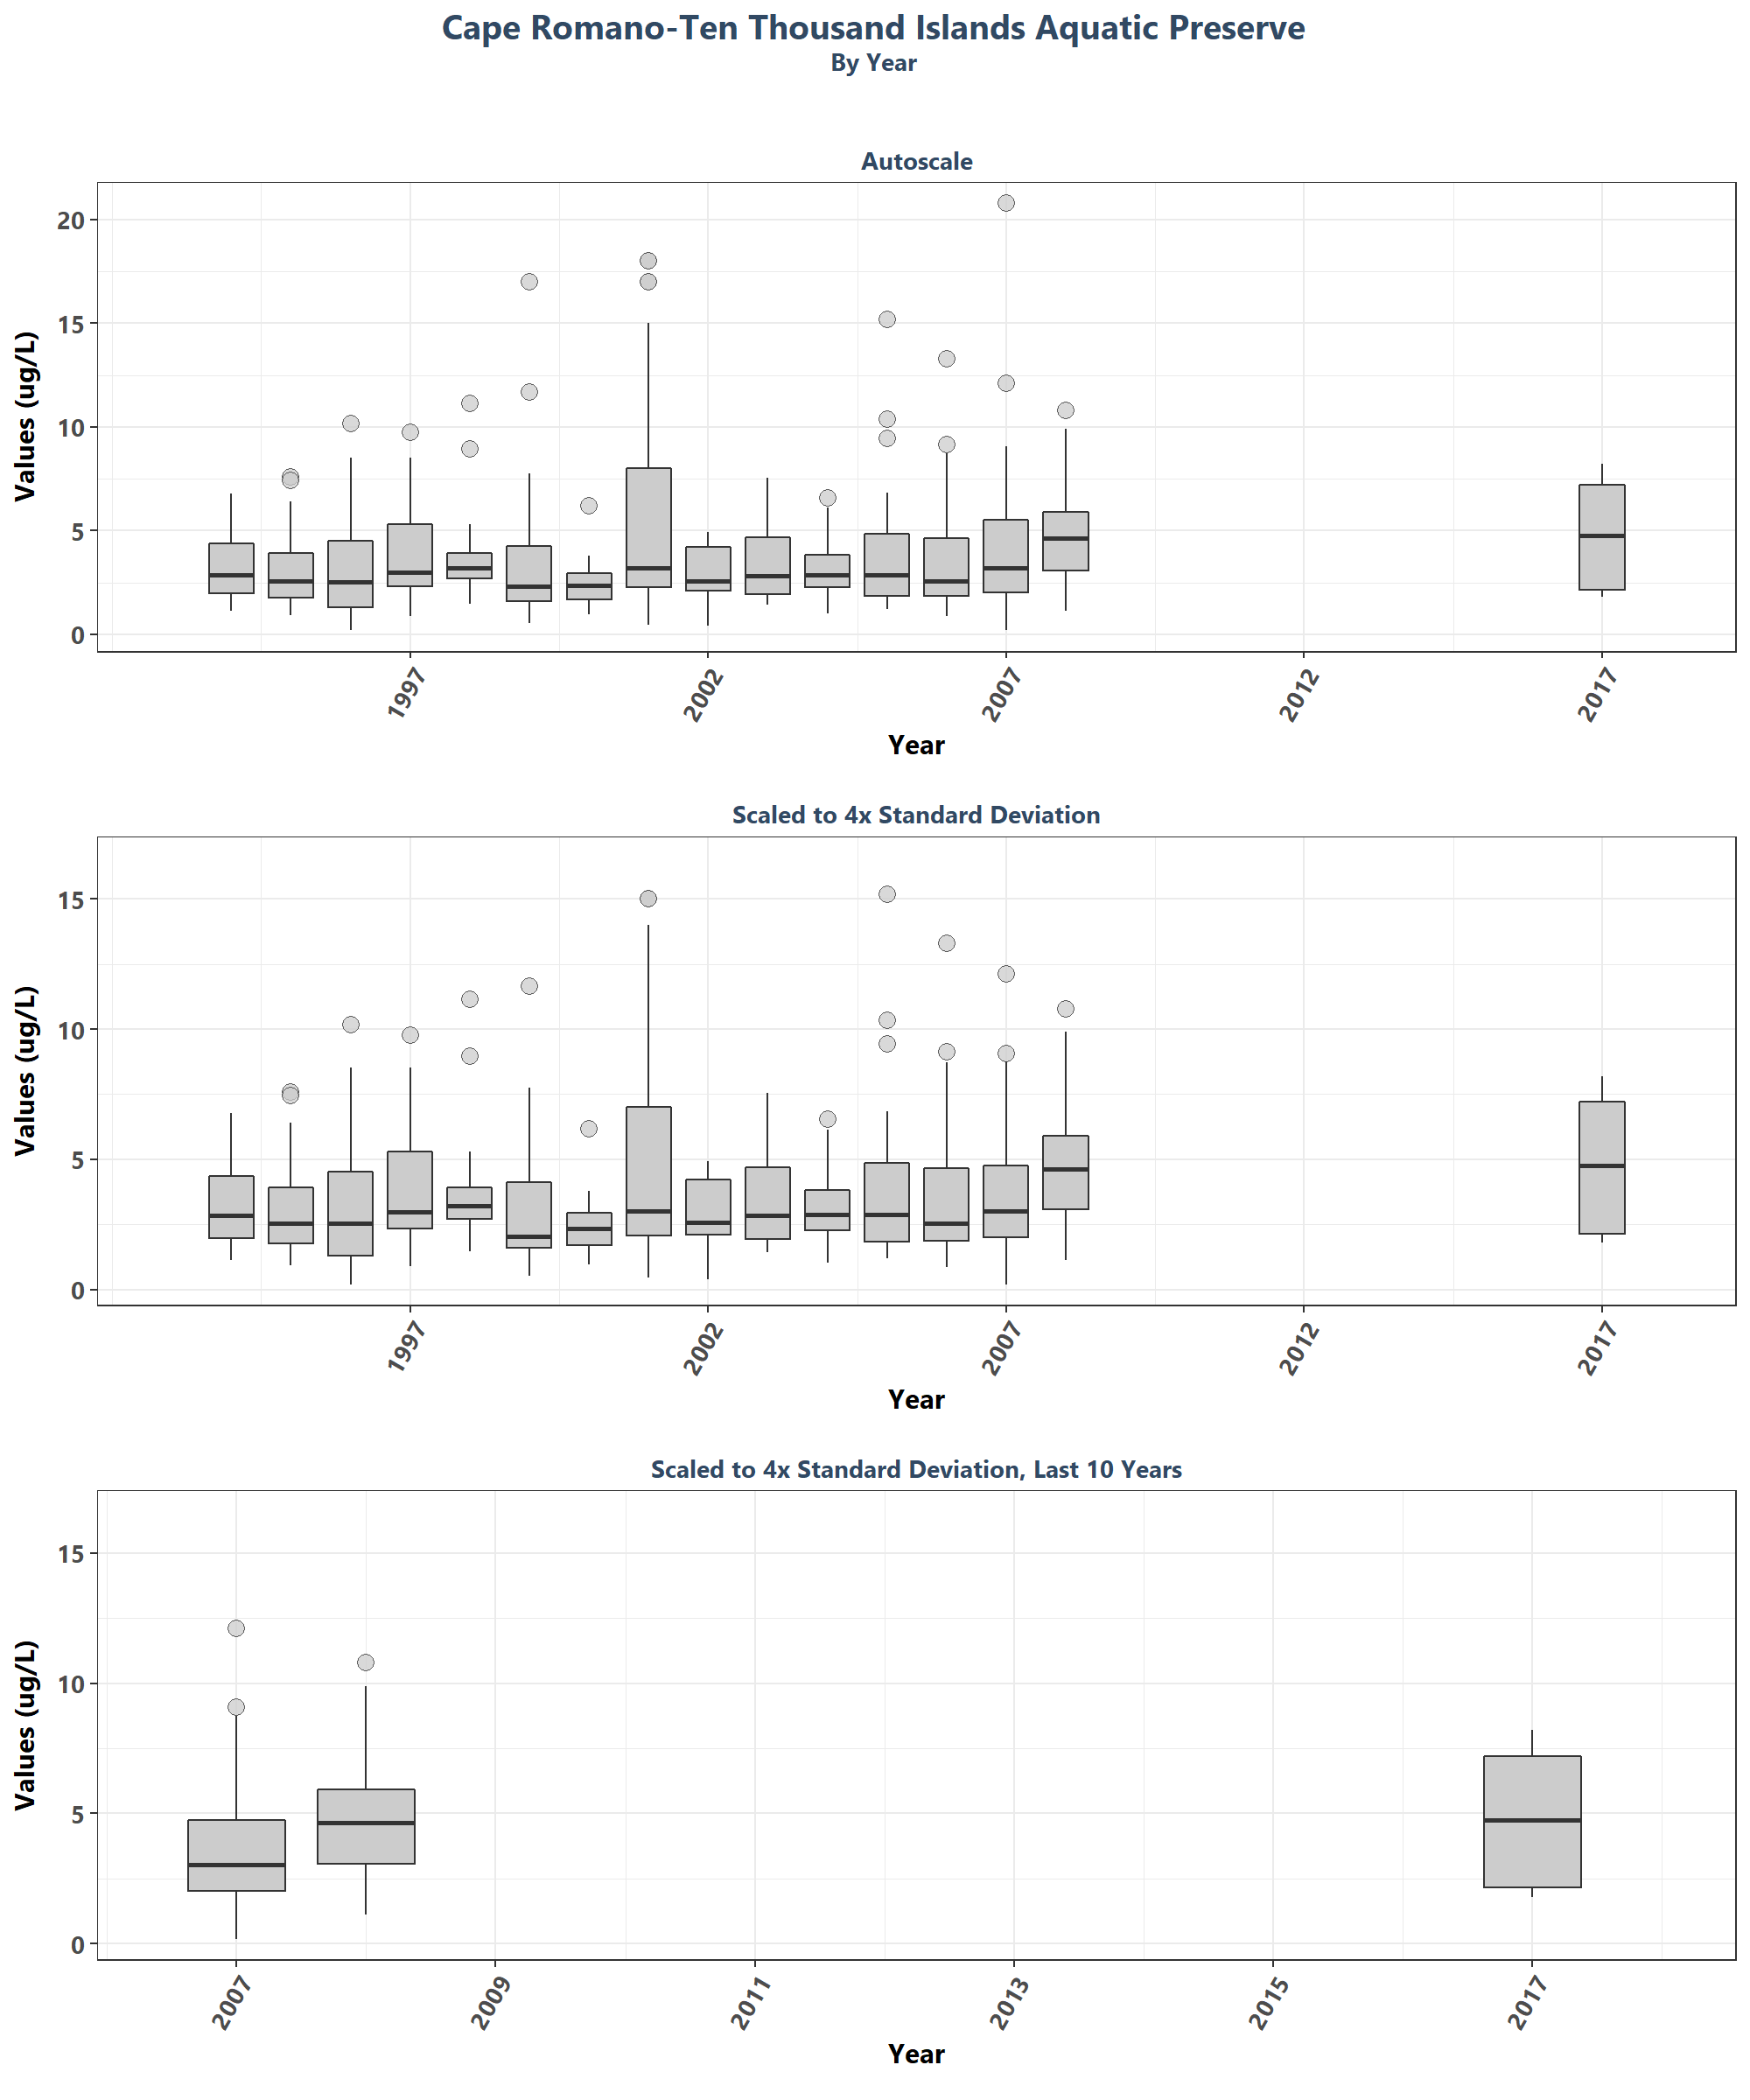 Cape Romano-Ten Thousand Islands Aquatic Preserve
By Year
Autoscale
Values (ug/L)
20
15
10
5
0
1997
2002
2007
2012
2017
Year
Scaled to 4x Standard Deviation
Values (ug/L)
15
10
5
0
1997
2002
2007
2012
2017
Year
Scaled to 4x Standard Deviation, Last 10 Years
Values (ug/L)
15
10
5
0
2007
2009
2011
2013
2015
2017
Year